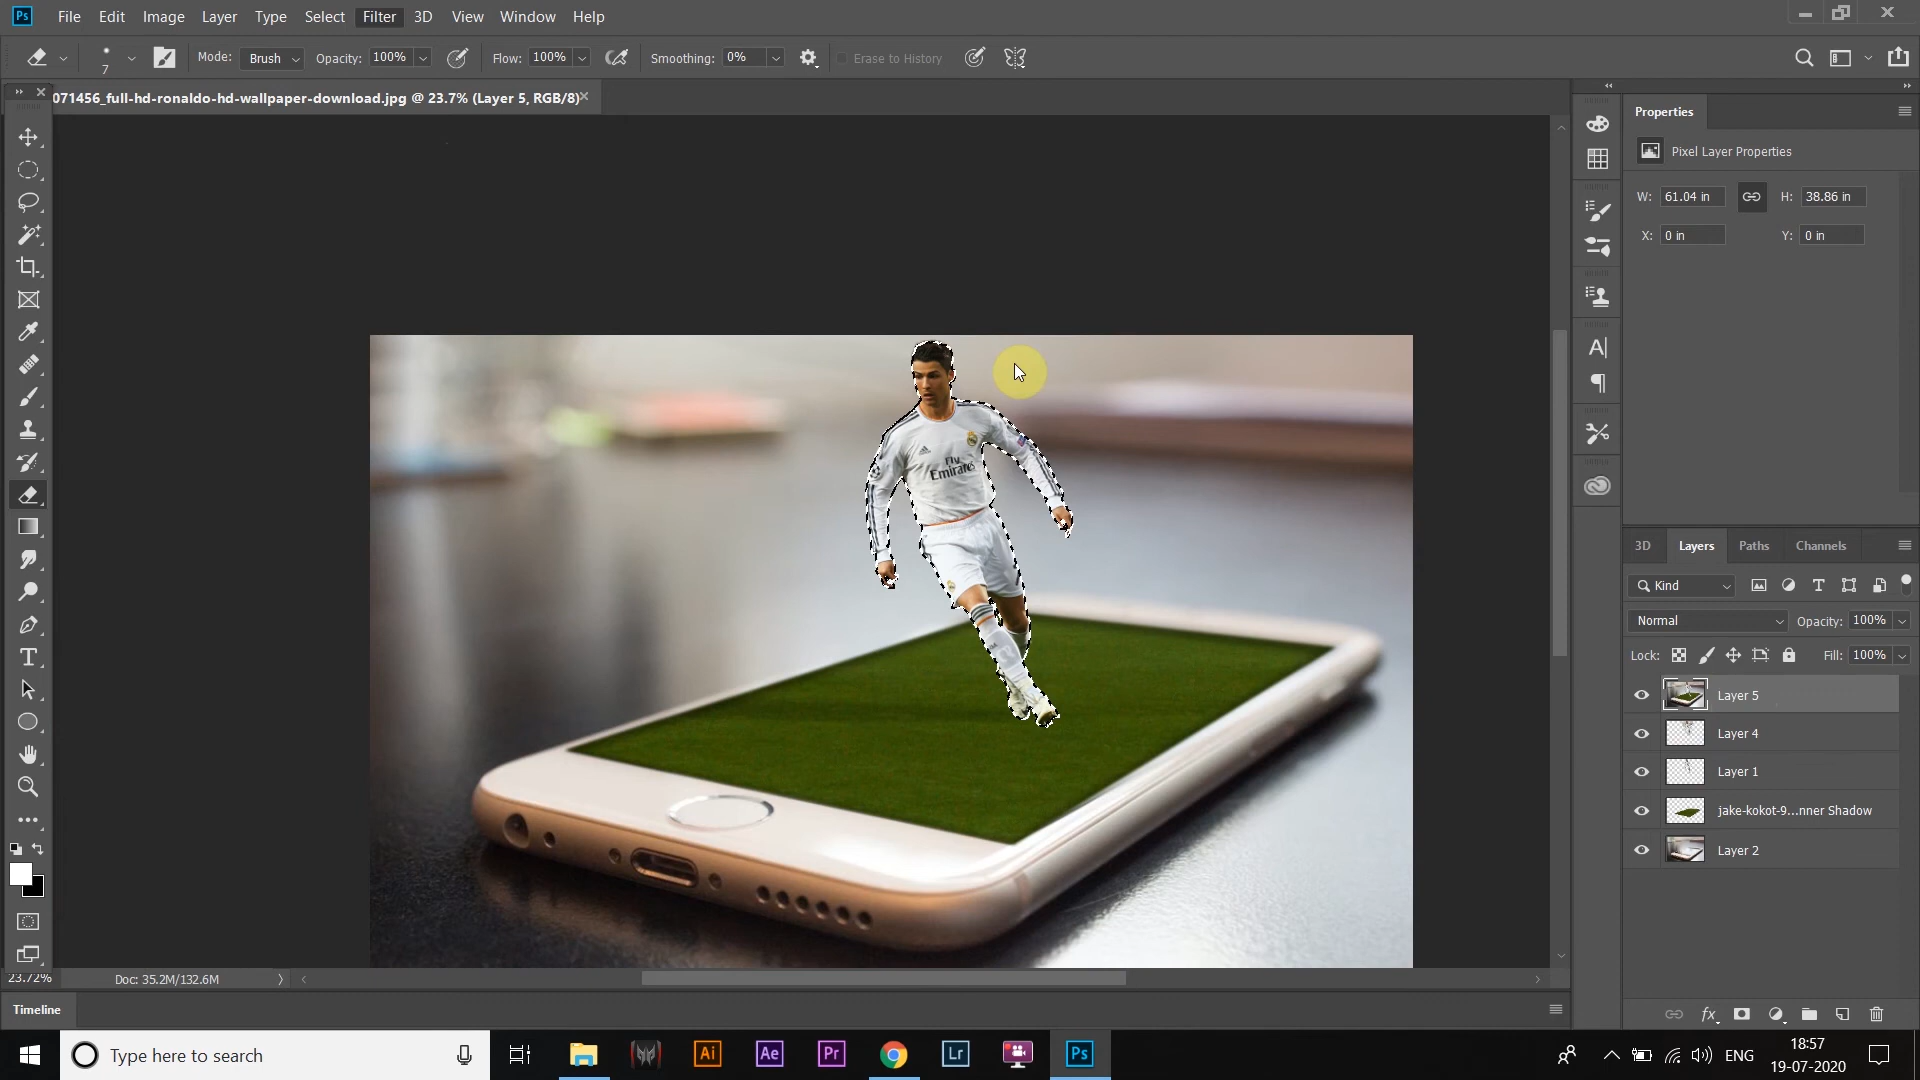 Ps File Edit Image Layer Type Select Filter 3D View Window Help
7 Mode: Brush Opacity: 100% Flow: 100% Smoothing: 0% Erase to History
071456_full-hd-ronaldo-hd-wallpaper-download.jpg @ 23.7% (Layer 5, RGB/8)
Properties
Pixel Layer Properties
W: 61.04 in H: 38.86 in
X: 0 in Y: 0 in
Fly
Emirates
3D Layers Paths Channels
Kind
Normal Opacity: 100%
Lock: Fill: 100%
Layer 5
Layer 4
Layer 1
jake-kokot-9...nner Shadow
Layer 2
23.72% Doc: 35.2M/132.6M
Timeline
Type here to search
Ai Ae Pr Lr Ps
ENG
18:57
19-07-2020